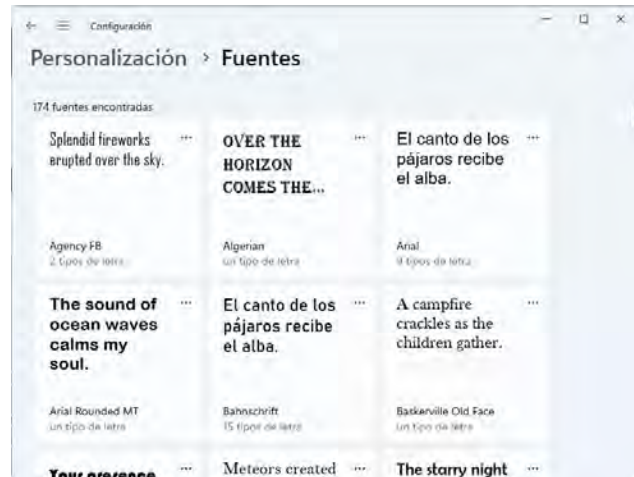 Configuración
Personalización > Fuentes
174 fuentes encontradas
Splendid fireworks
erupted over the sky.
Agency FB
2 tipos de letra
OVER THE
HORIZON
COMES THE...
Algerian
un tipo de letra
El canto de los
pájaros recibe
el alba.
Arial
9 tipos de letra
The sound of
ocean waves
calms my
soul.
Arial Rounded MT
un tipo de letra
El canto de los
pájaros recibe
el alba.
Bahnschrift
15 tipos de letra
A campfire
crackles as the
children gather.
Baskerville Old Face
un tipo de letra
Your presence
Meteors created
The starry night